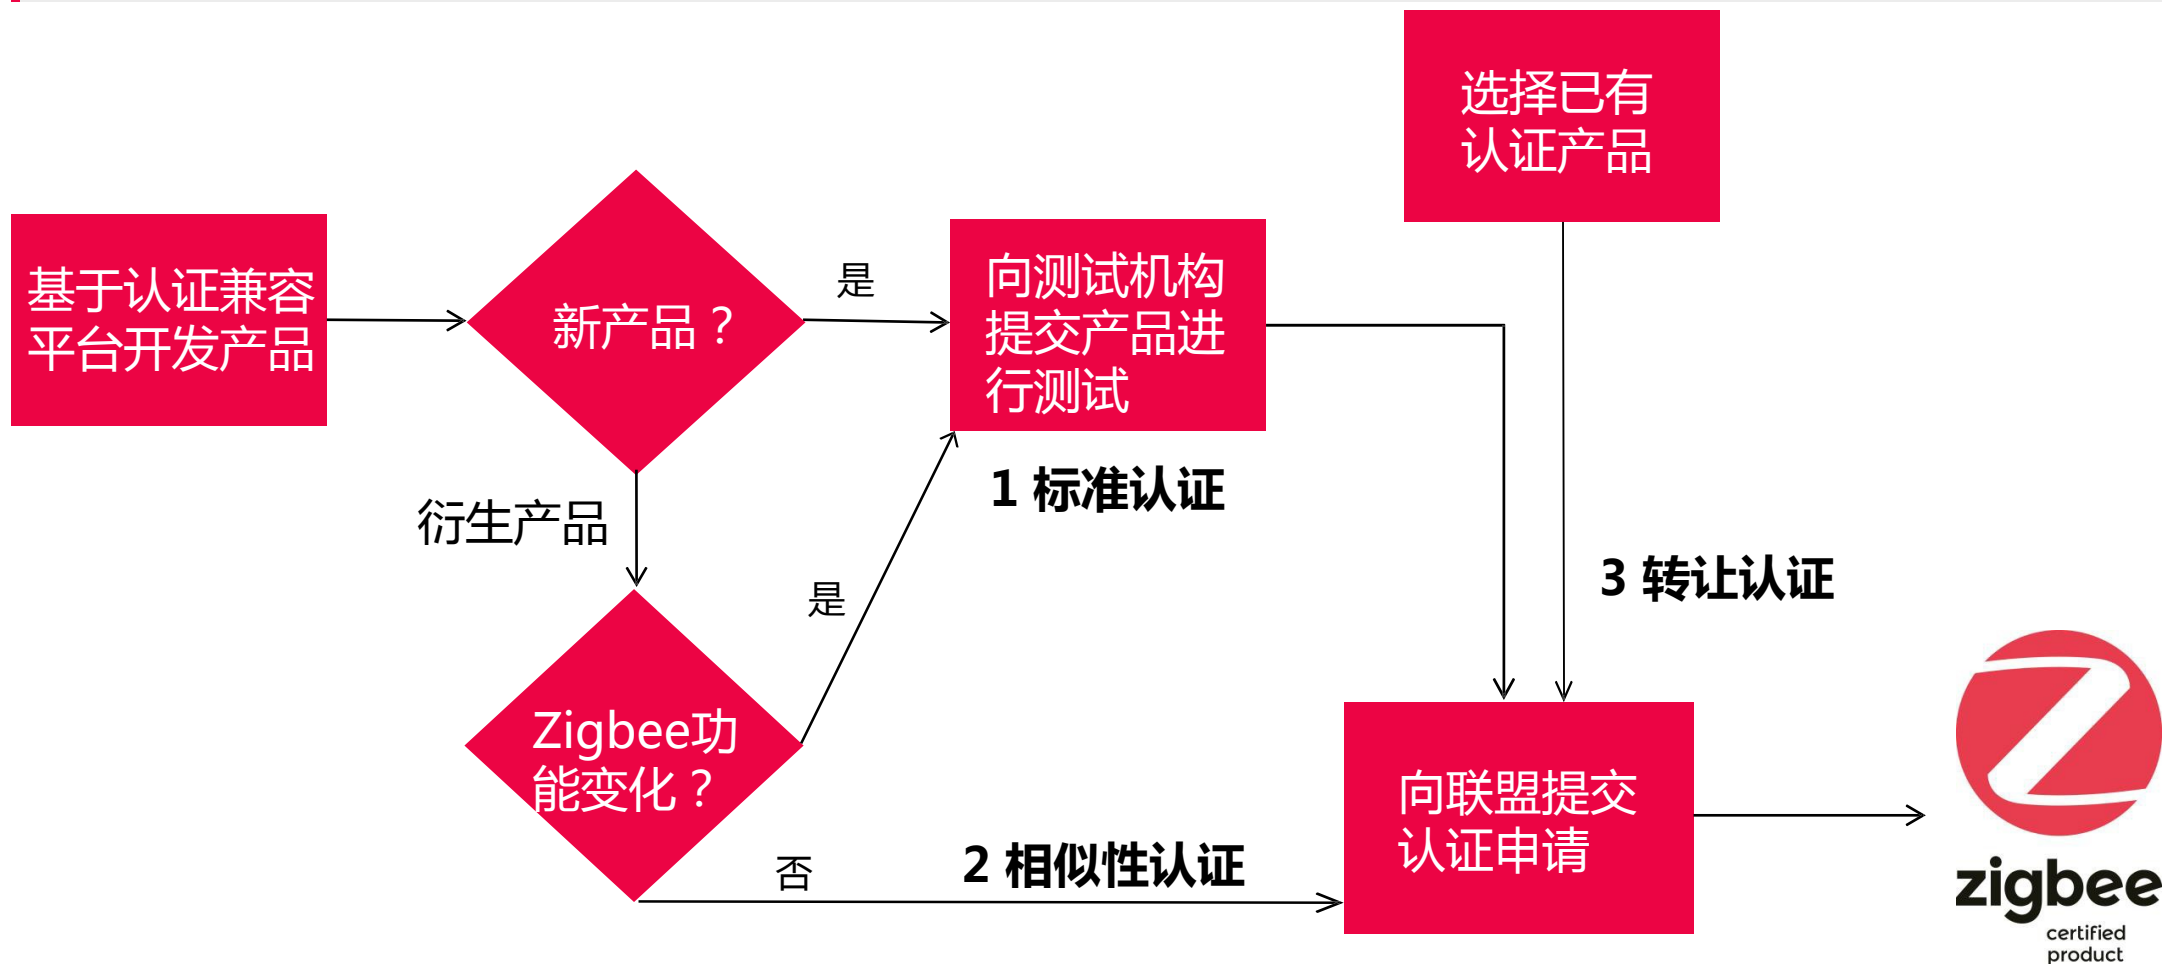 选择已有
认证产品
基于认证兼容
平台开发产品
新产品？
是
向测试机构
提交产品进
行测试
1 标准认证
衍生产品
是
3 转让认证
Zigbee功
能变化？
否
2 相似性认证
向联盟提交
认证申请
zigbee
certified
product